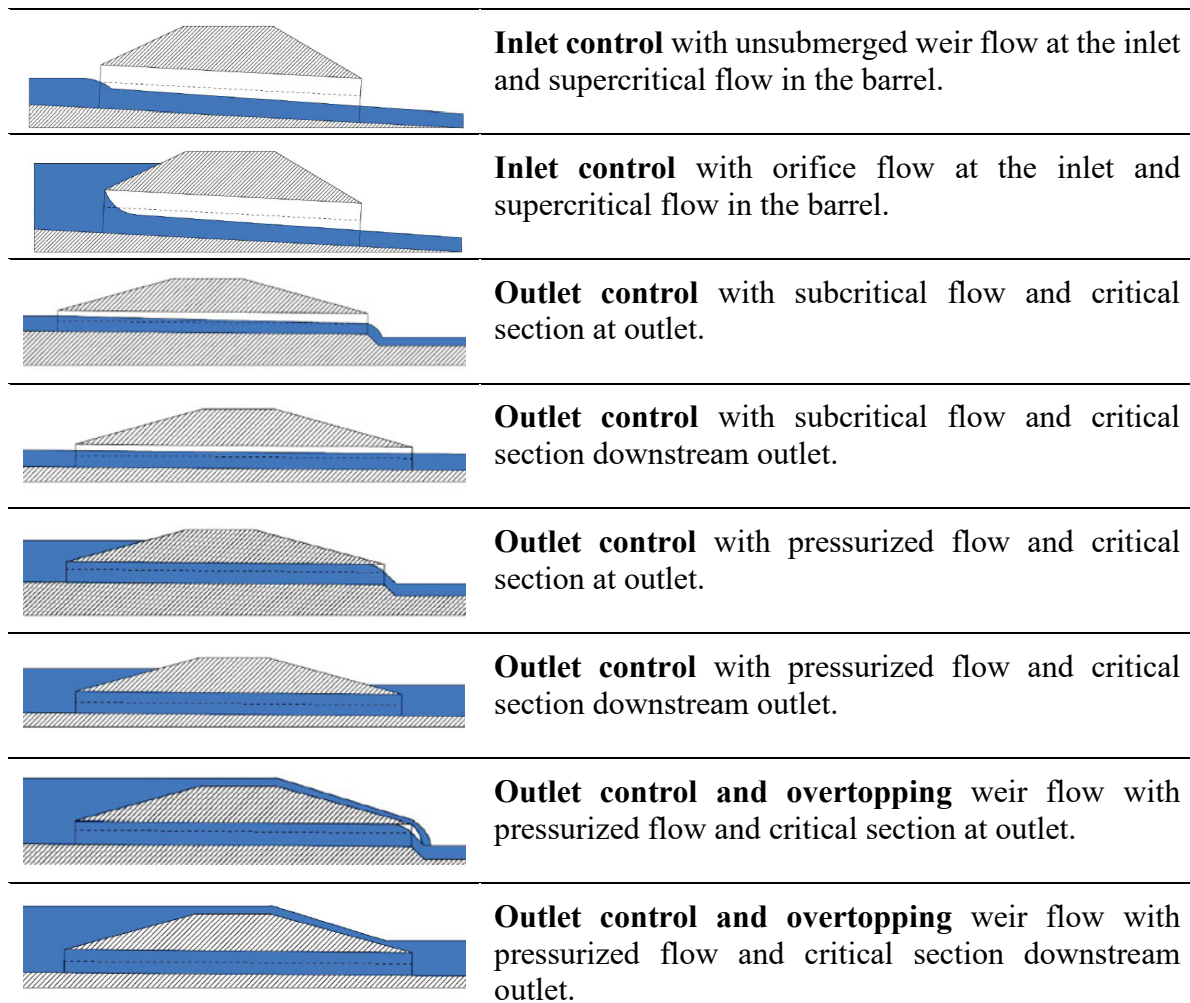 Inlet control with unsubmerged weir flow at the inlet
and supercritical flow in the barrel.
Inlet control with orifice flow at the inlet and
supercritical flow in the barrel.
Outlet control with subcritical flow and critical
section at outlet.
Outlet control with subcritical flow and critical
section downstream outlet.
Outlet control with pressurized flow and critical
section at outlet.
Outlet control with pressurized flow and critical
section downstream outlet.
Outlet control and overtopping weir flow with
pressurized flow and critical section at outlet.
Outlet control and overtopping weir flow with
pressurized flow and critical section downstream
outlet.